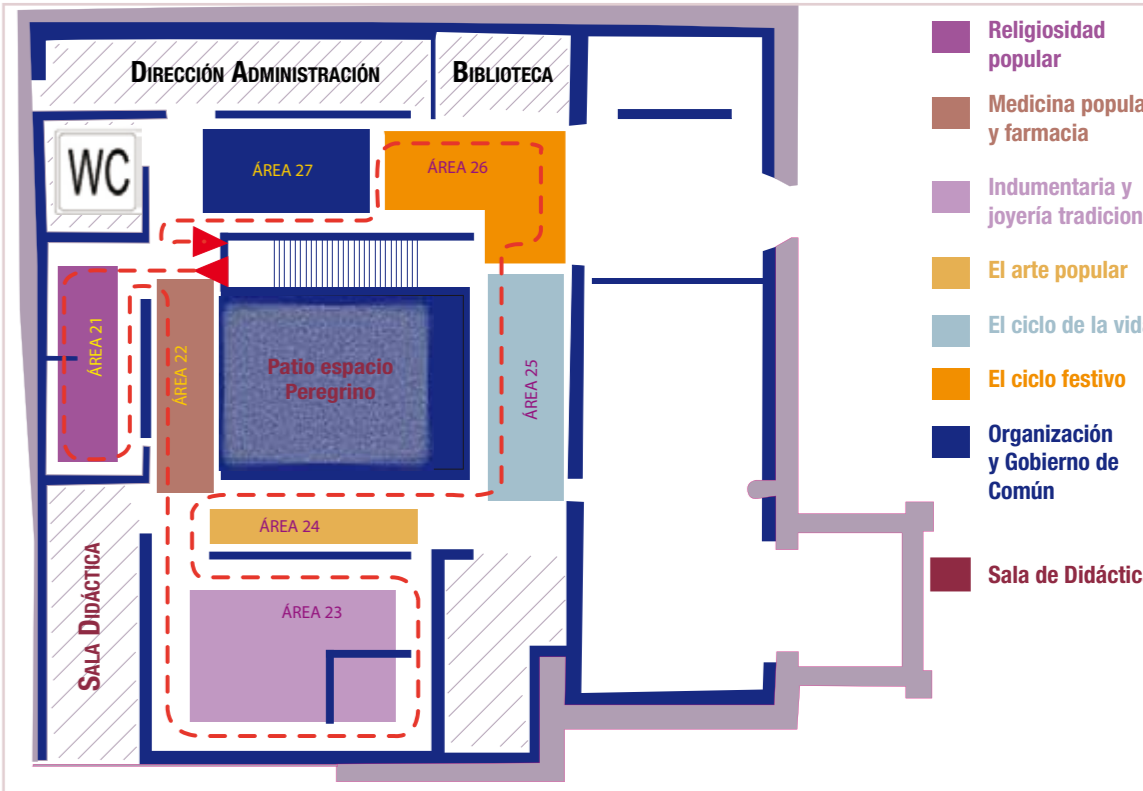 DIRECCIÓN ADMINISTRACIÓN
BIBLIOTECA
WC
ÁREA 27
ÁREA 26
ÁREA 21
ÁREA 22
Patio espacio
Peregrino
ÁREA 25
ÁREA 24
ÁREA 23
SALA DIDÁCTICA
Religiosidad
popular
Medicina popula
y farmacia
Indumentaria y
joyería tradicion
El arte popular
El ciclo de la vid
El ciclo festivo
Organización
y Gobierno de
Común
Sala de Didáctic